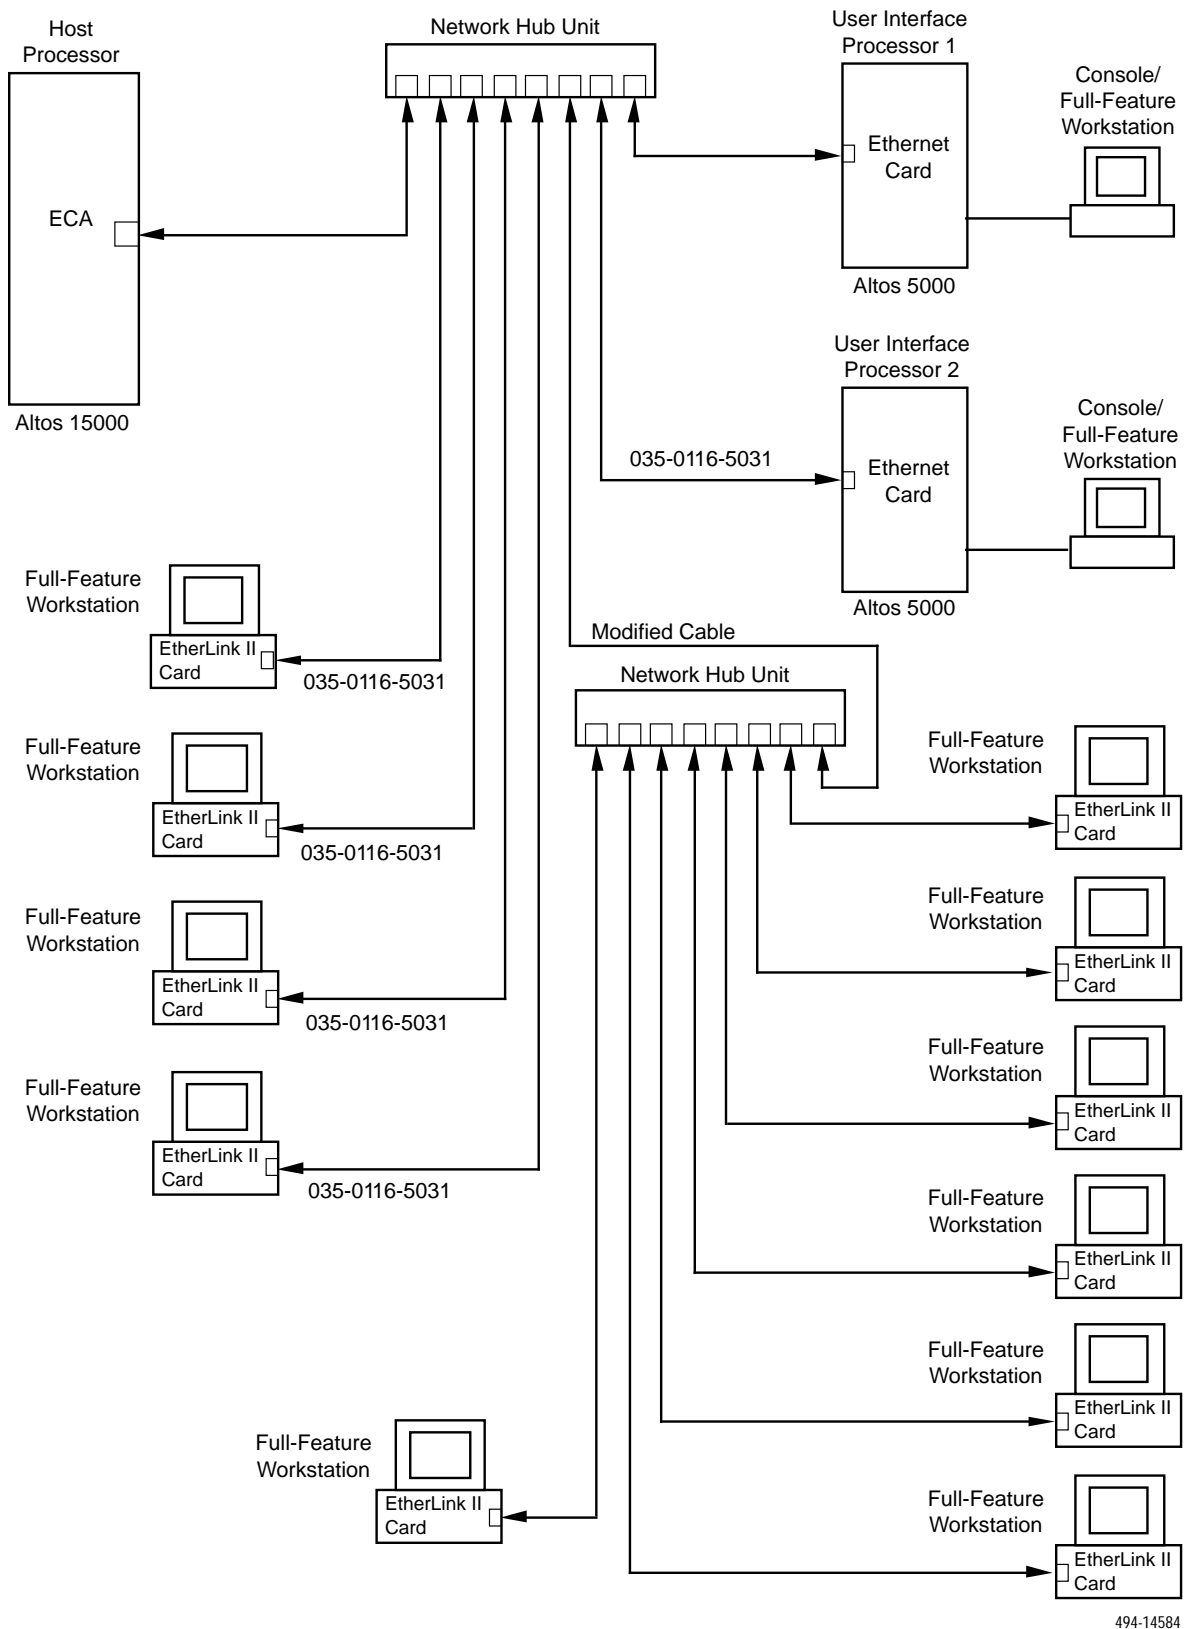 Host
Processor
ECA
Altos 15000
Network Hub Unit
User Interface
Processor 1
Ethernet
Card
Altos 5000
Console/
Full-Feature
Workstation
User Interface
Processor 2
035-0116-5031
Ethernet
Card
Altos 5000
Console/
Full-Feature
Workstation
Full-Feature
Workstation
EtherLink II
Card
035-0116-5031
Full-Feature
Workstation
EtherLink II
Card
035-0116-5031
Full-Feature
Workstation
EtherLink II
Card
035-0116-5031
Full-Feature
Workstation
EtherLink II
Card
035-0116-5031
Modified Cable
Network Hub Unit
Full-Feature
Workstation
EtherLink II
Card
Full-Feature
Workstation
EtherLink II
Card
Full-Feature
Workstation
EtherLink II
Card
Full-Feature
Workstation
EtherLink II
Card
Full-Feature
Workstation
EtherLink II
Card
Full-Feature
Workstation
EtherLink II
Card
Full-Feature
Workstation
EtherLink II
Card
494-14584